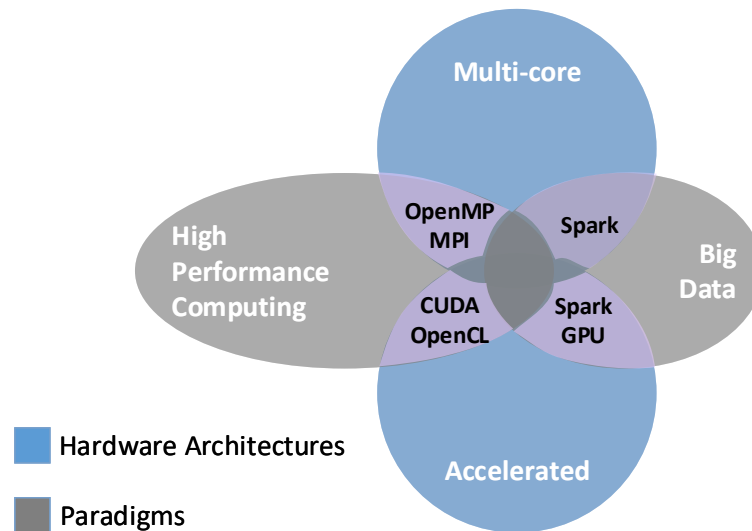 Multi-core
High
Performance
Computing
OpenMP
MPI
Spark
Big
Data
CUDA
OpenCL
Spark
GPU
Accelerated
Hardware Architectures
Paradigms